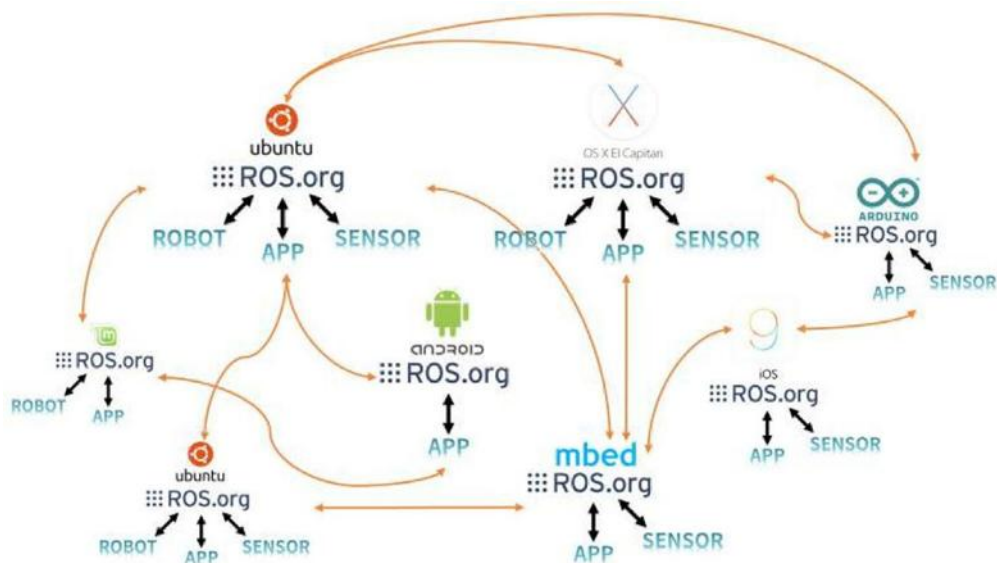 ubuntu
ROS.org
ROBOT
APP
SENSOR
OS X El Capitan
ROS.org
ROBOT
APP
SENSOR
ARDUINO
ROS.org
APP
SENSOR
ROS.org
ROBOT
APP
ANDROID
ROS.org
APP
9
iOS
ROS.org
APP
SENSOR
ubuntu
ROS.org
ROBOT
APP
SENSOR
mbed
ROS.org
APP
SENSOR